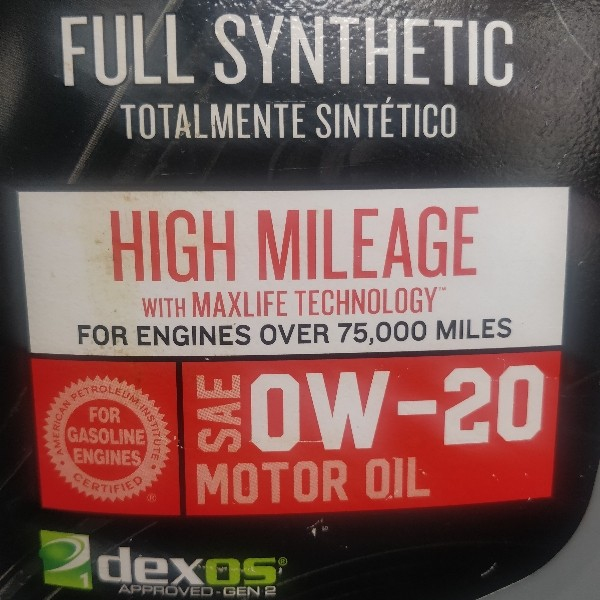 FULL SYNTHETIC
TOTALMENTE SINTÉTICO
HIGH MILEAGE
WITH MAXLIFE TECHNOLOGY™
FOR ENGINES OVER 75,000 MILES
AMERICAN PETROLEUM INSTITUTE
FOR
GASOLINE
ENGINES
CERTIFIED
®
SAE 0W-20
MOTOR OIL
1 dexos®
APPROVED-GEN 2